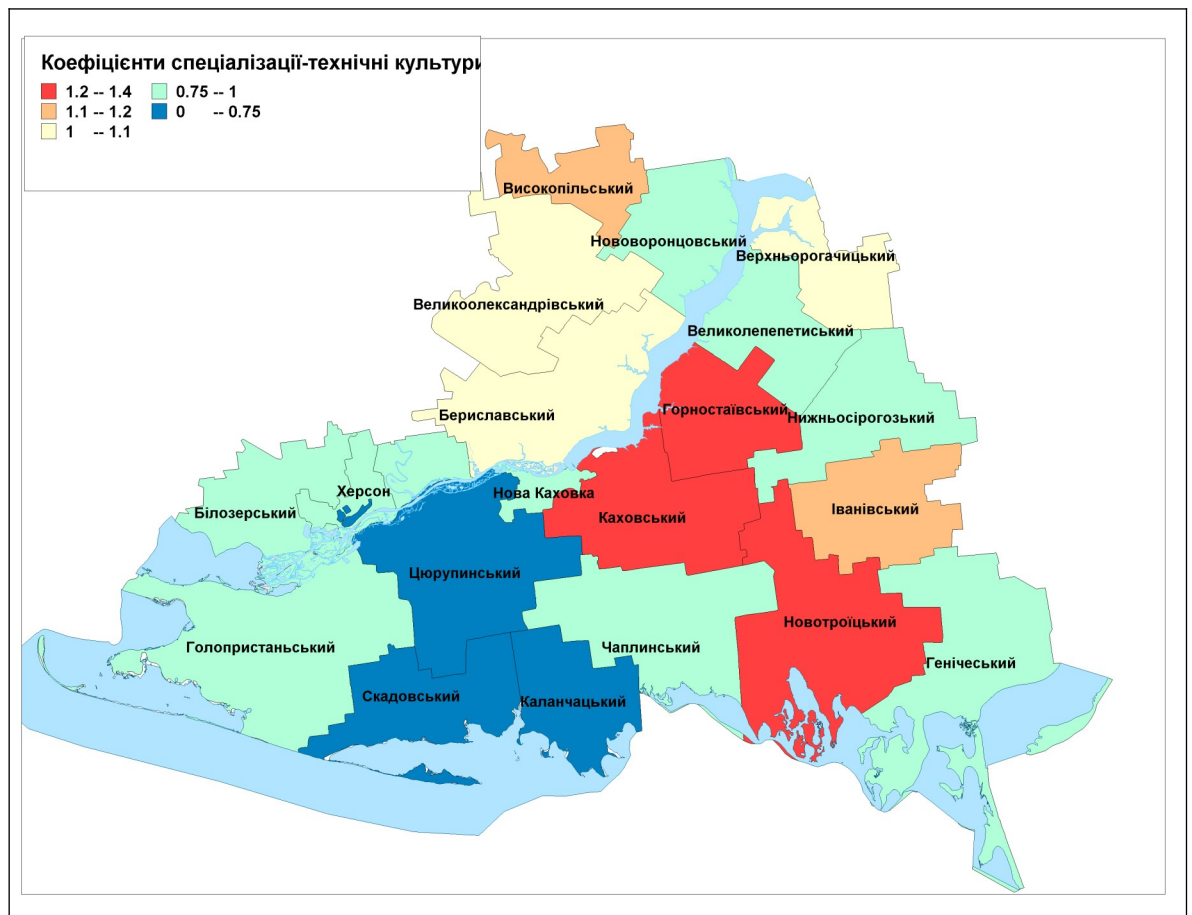 Коефіцієнти спеціалізації-технічні культури
1.2 -- 1.4 0.75 -- 1
1.1 -- 1.2 0 -- 0.75
1 -- 1.1
Високопільський
Нововоронцовський
Верхньорогачицький
Великоолександрівський
Великолепепетиський
Бериславський
Горностаївський
Нижньосірогозький
Херсон
Нова Каховка
Білозерський
Каховський
Іванівський
Цюрупинський
Новотроїцький
Голопристанський
Чаплинський
Генічеський
Скадовський
Каланчацький